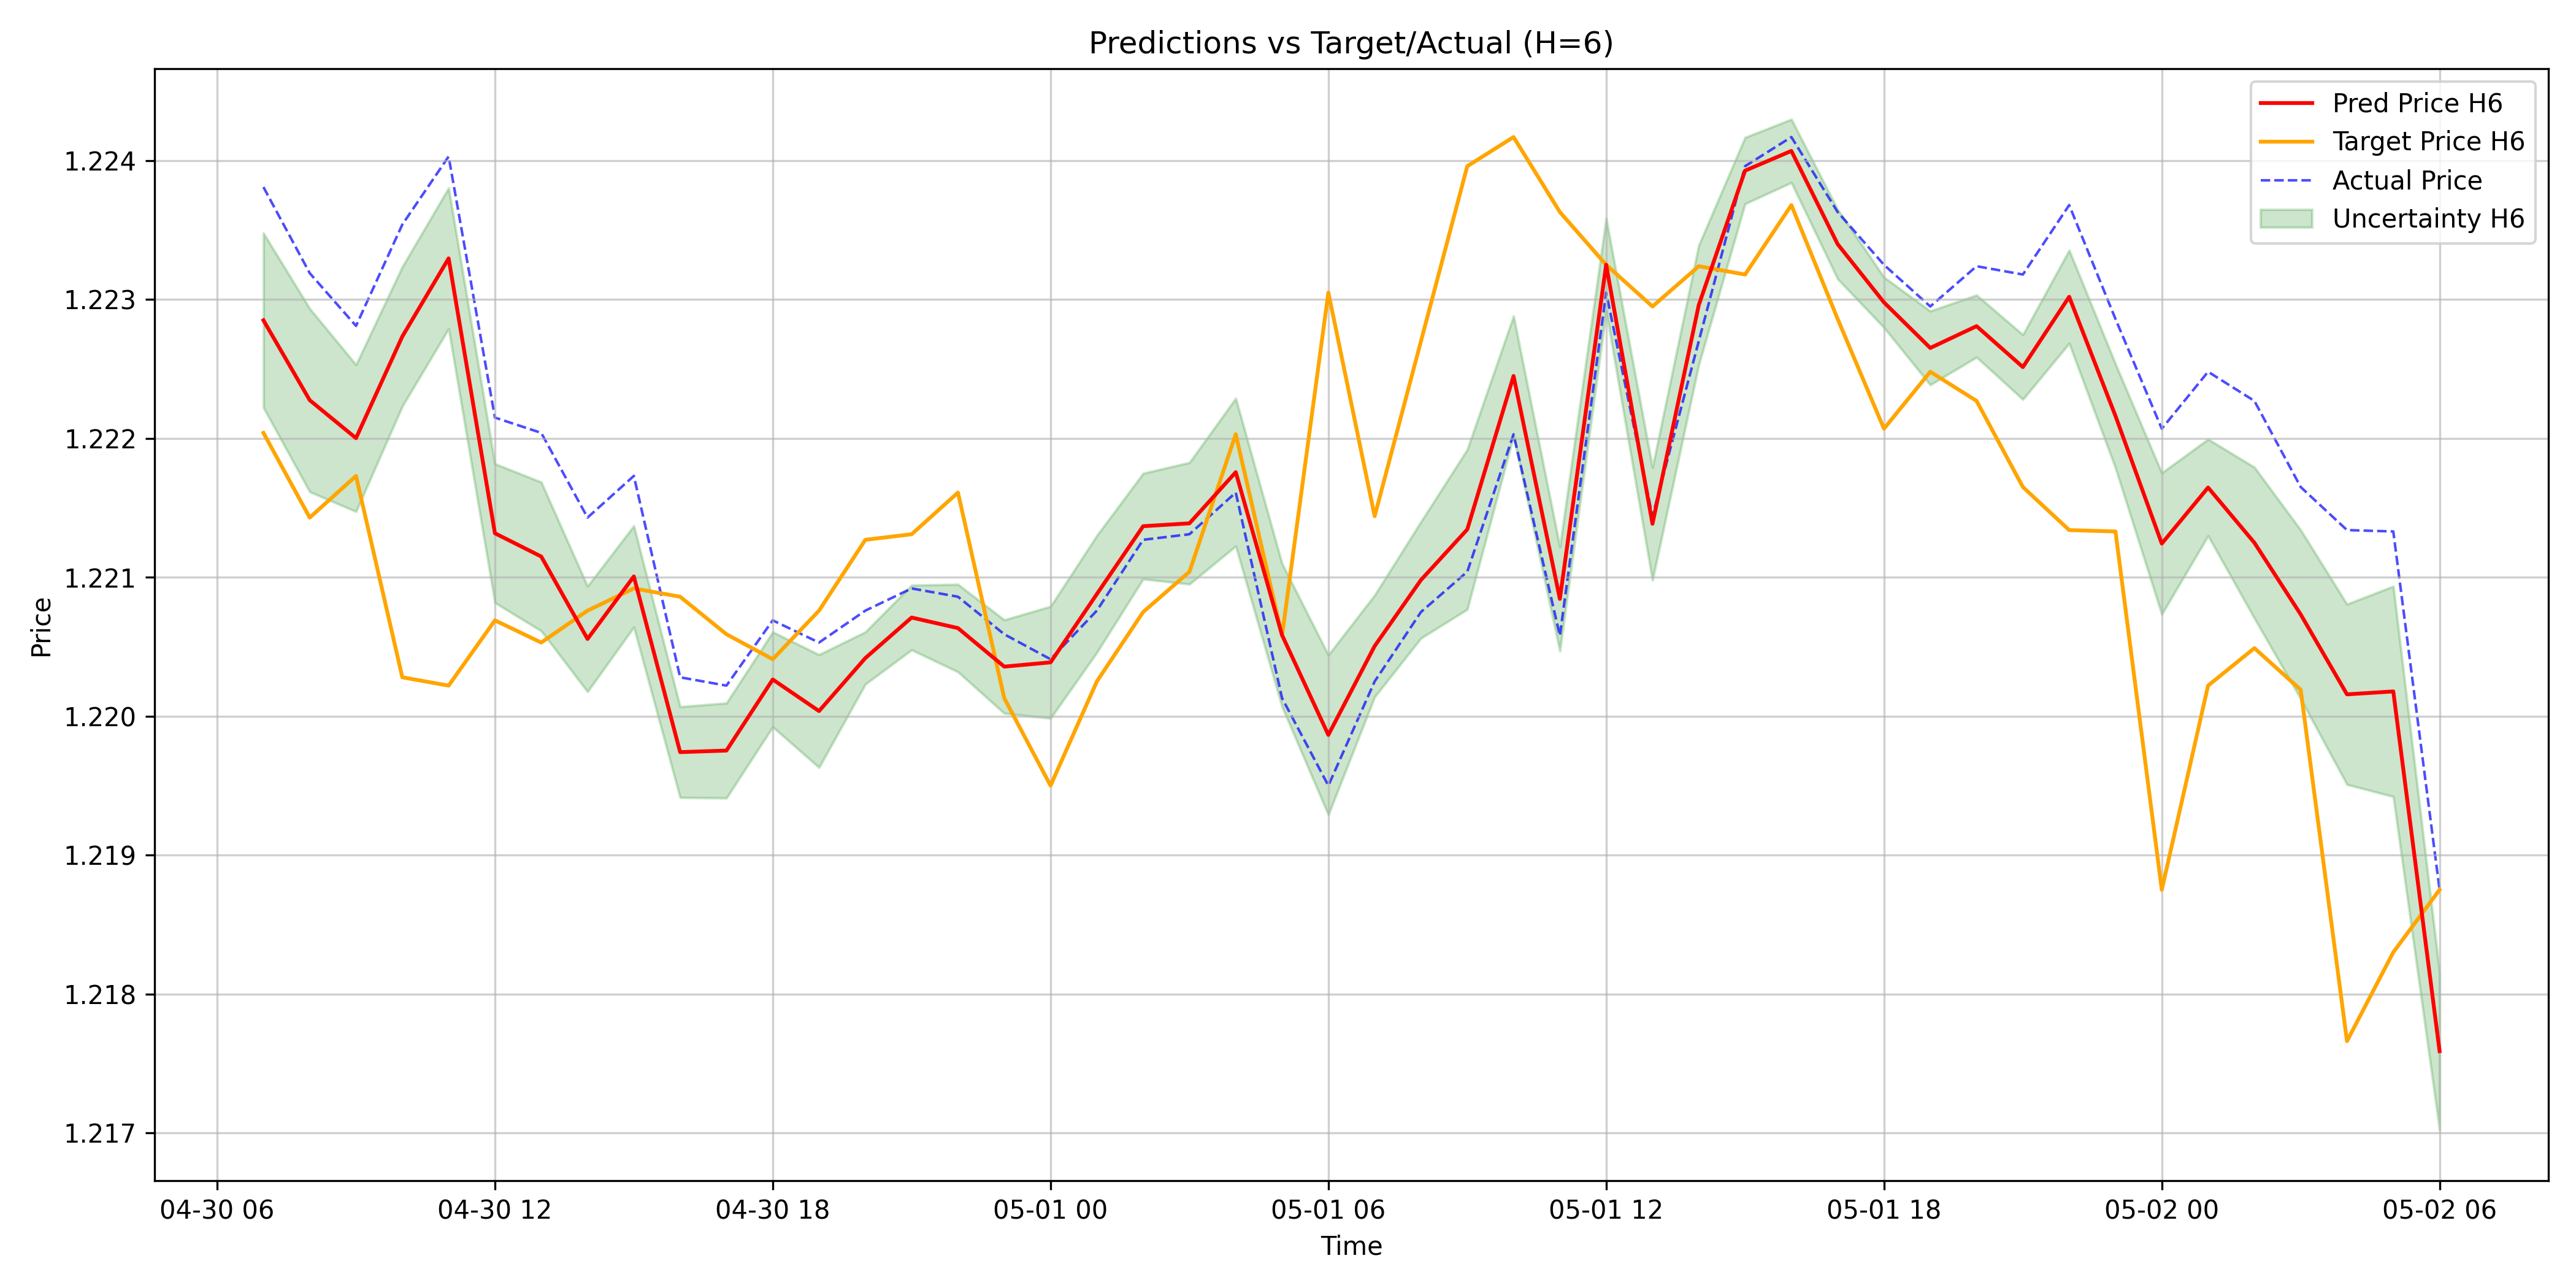 Predictions vs Target/Actual (H=6)
Pred Price H6
Target Price H6
Actual Price
Uncertainty H6
Price
1.224
1.223
1.222
1.221
1.220
1.219
1.218
1.217
04-30 06
04-30 12
04-30 18
05-01 00
05-01 06
05-01 12
05-01 18
05-02 00
05-02 06
Time